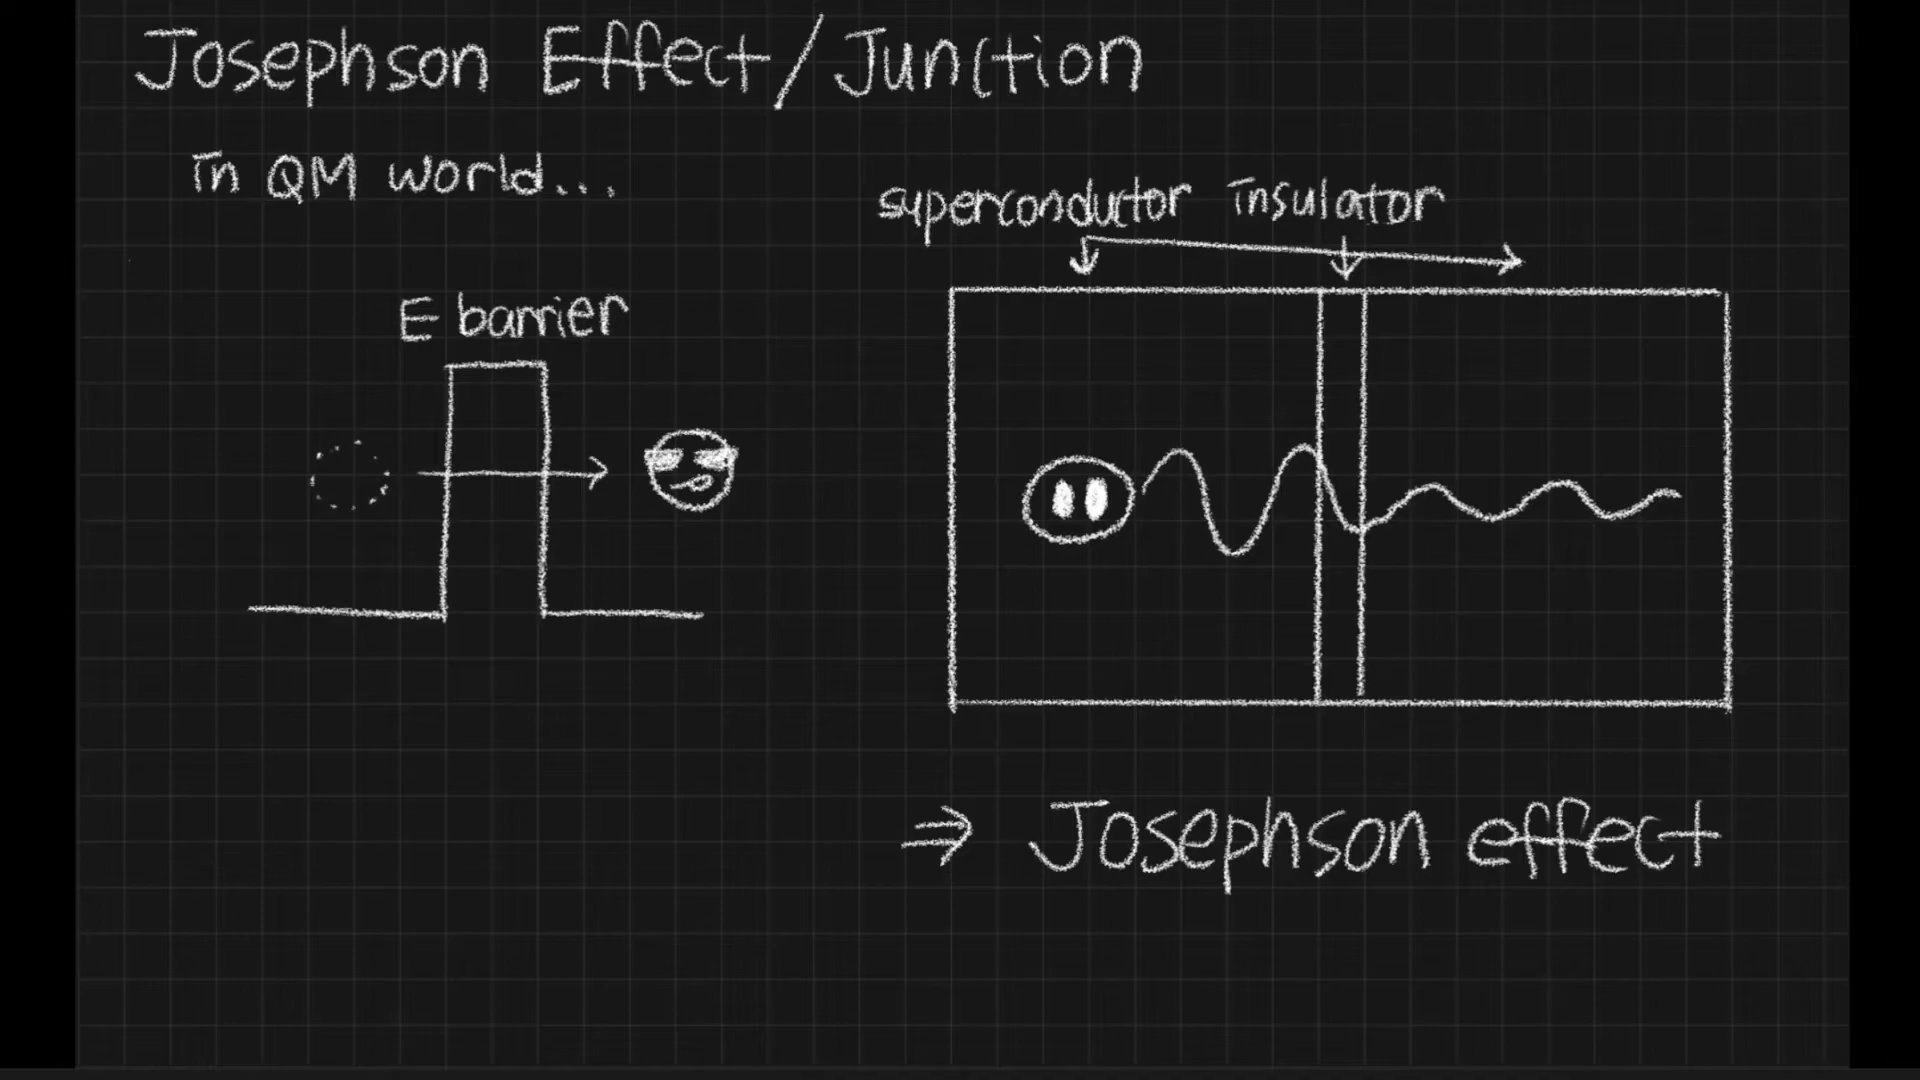 Josephson Effect/Junction
in QM world...
superconductor insulator
E barrier
⇒ Josephson effect